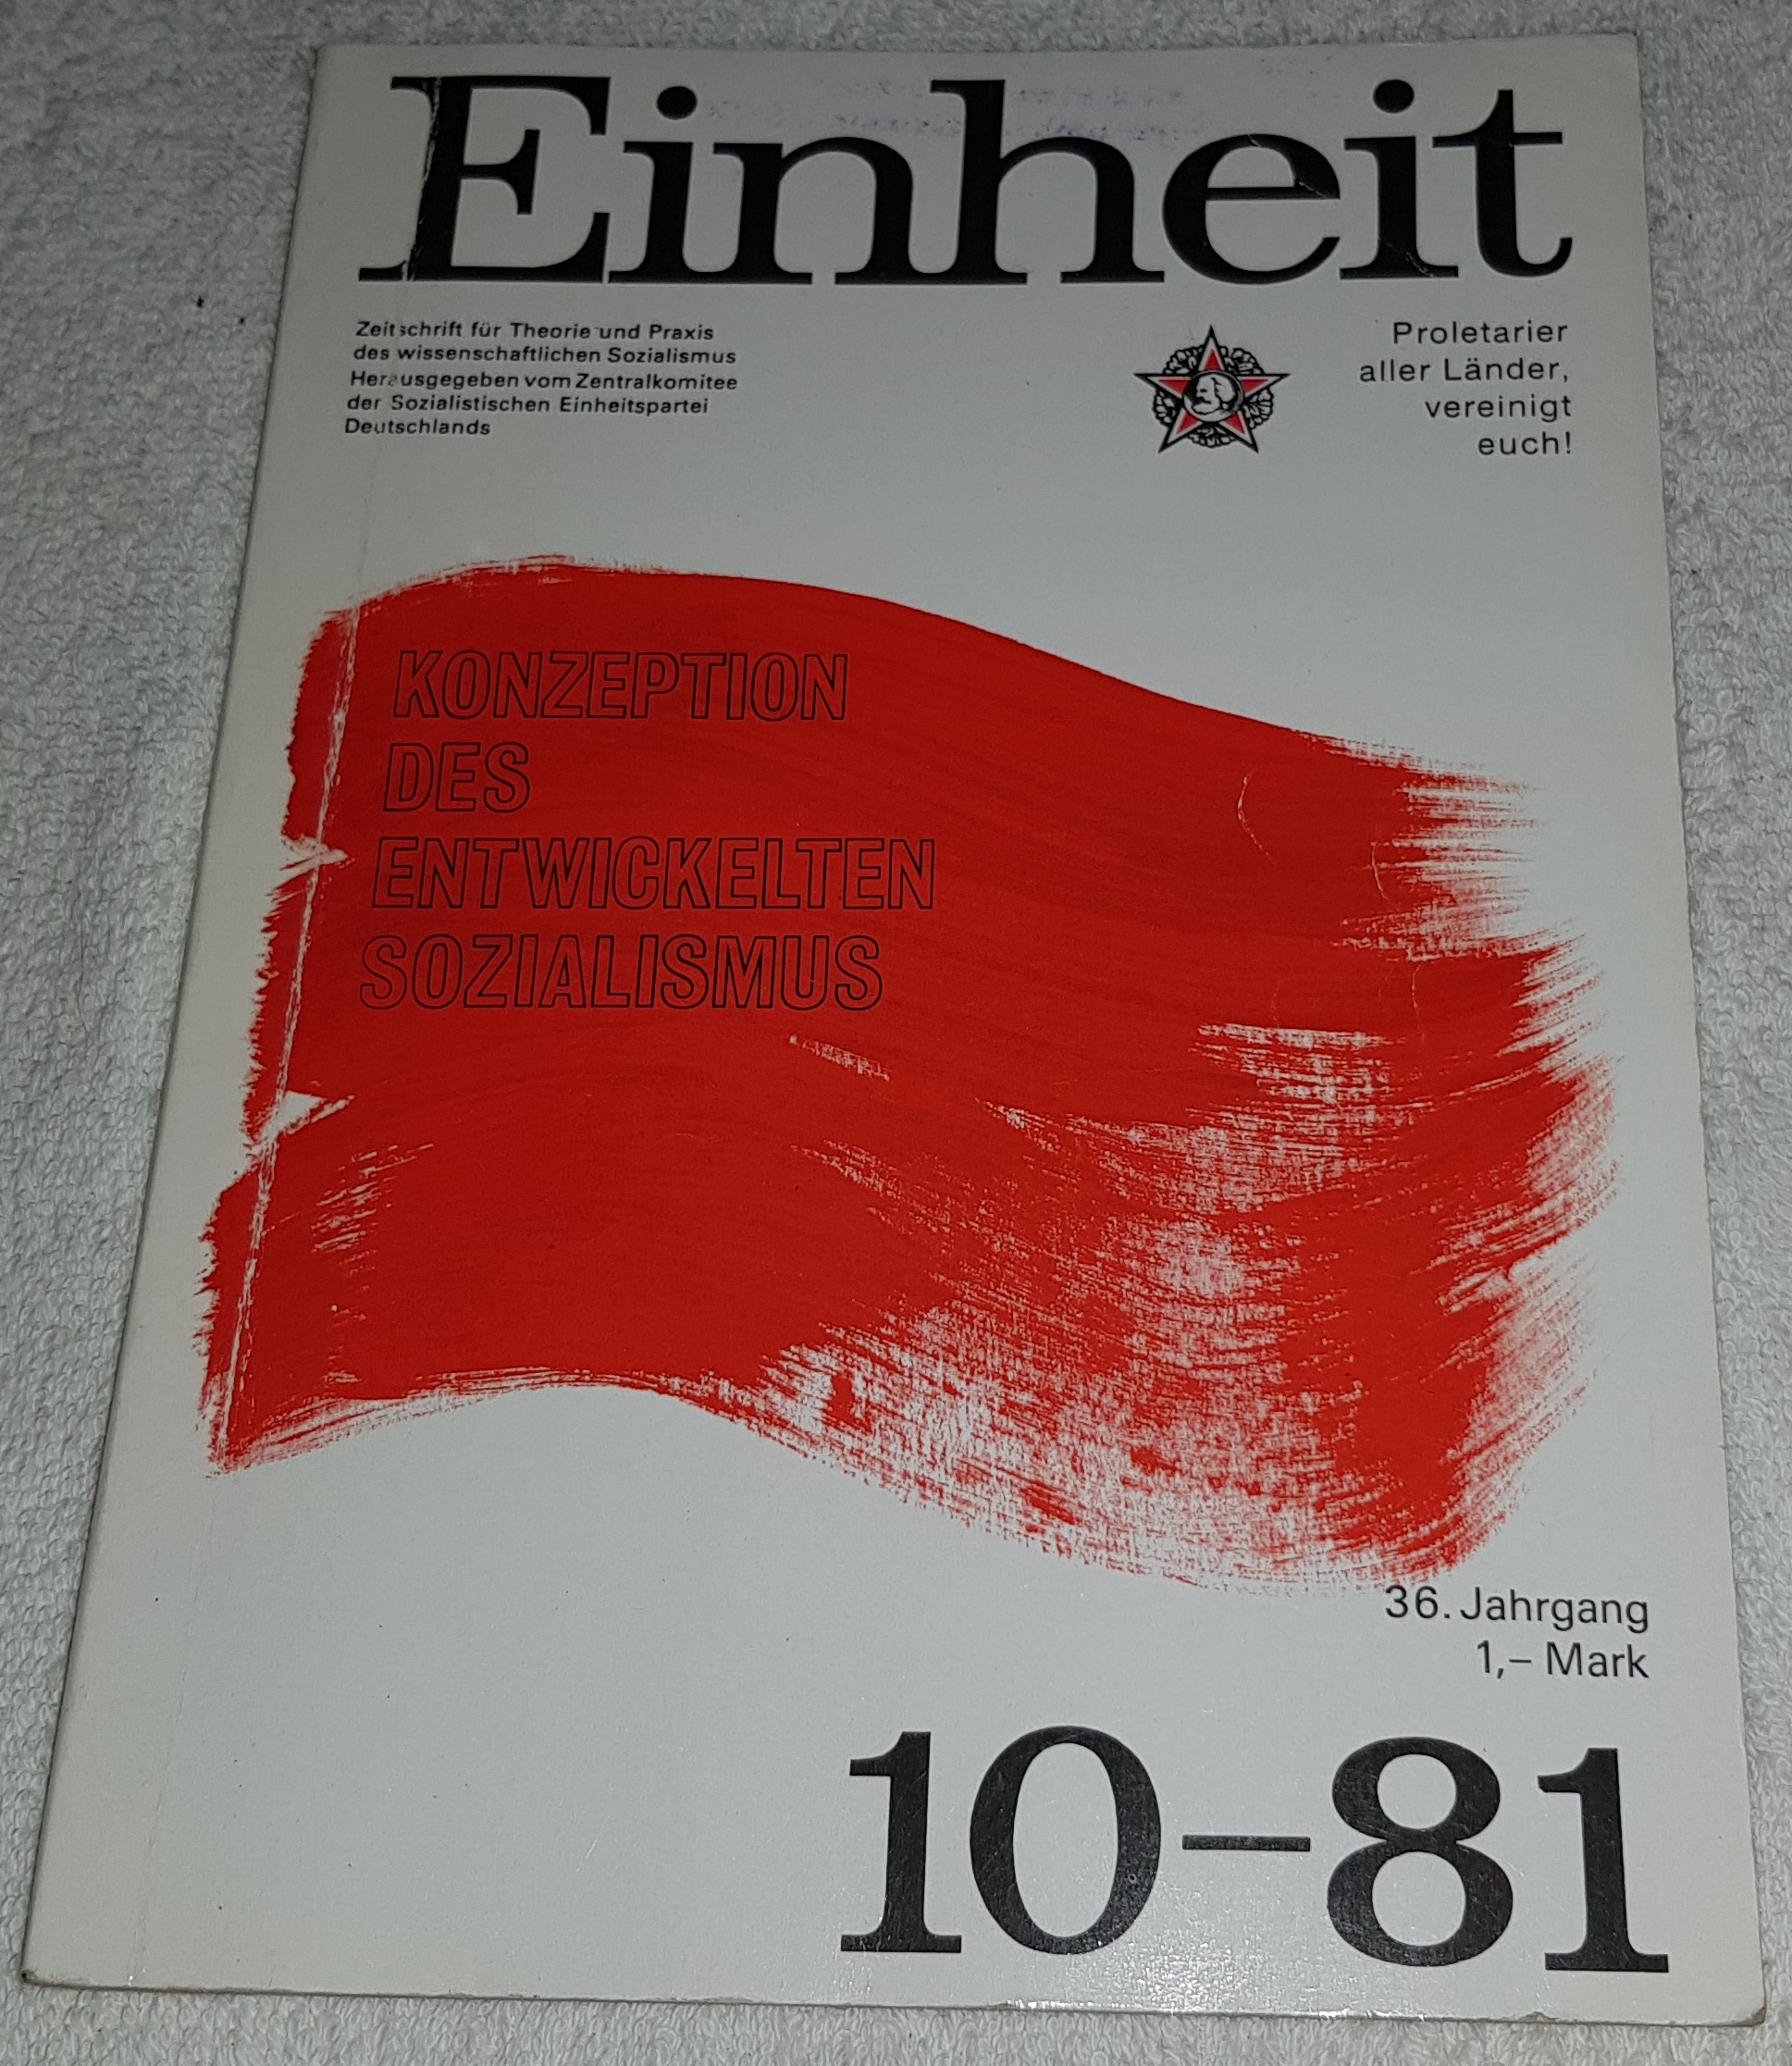 Einheit
Zeitschrift für Theorie und Praxis
des wissenschaftlichen Sozialismus
Herausgegeben vom Zentralkomitee
der Sozialistischen Einheitspartei
Deutschlands
Proletarier
aller Länder,
vereinigt
euch!
KONZEPTION
DES
ENTWICKELTEN
SOZIALISMUS
36. Jahrgang
1,– Mark
10–81